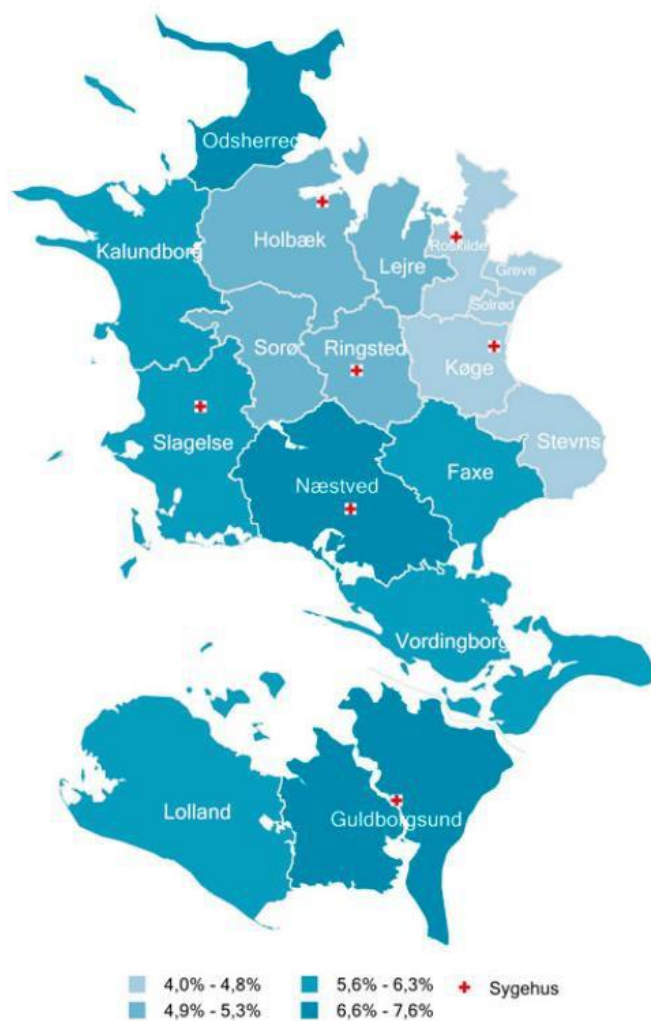 Odsherred
Kalundborg
Holbæk
Lejre
Roskilde
Greve
Solrød
Sorø
Ringsted
Køge
Slagelse
Stevns
Næstved
Faxe
Vordingborg
Lolland
Guldborgsund
4,0% - 4,8%
5,6% - 6,3%
Sygehus
4,9% - 5,3%
6,6% - 7,6%